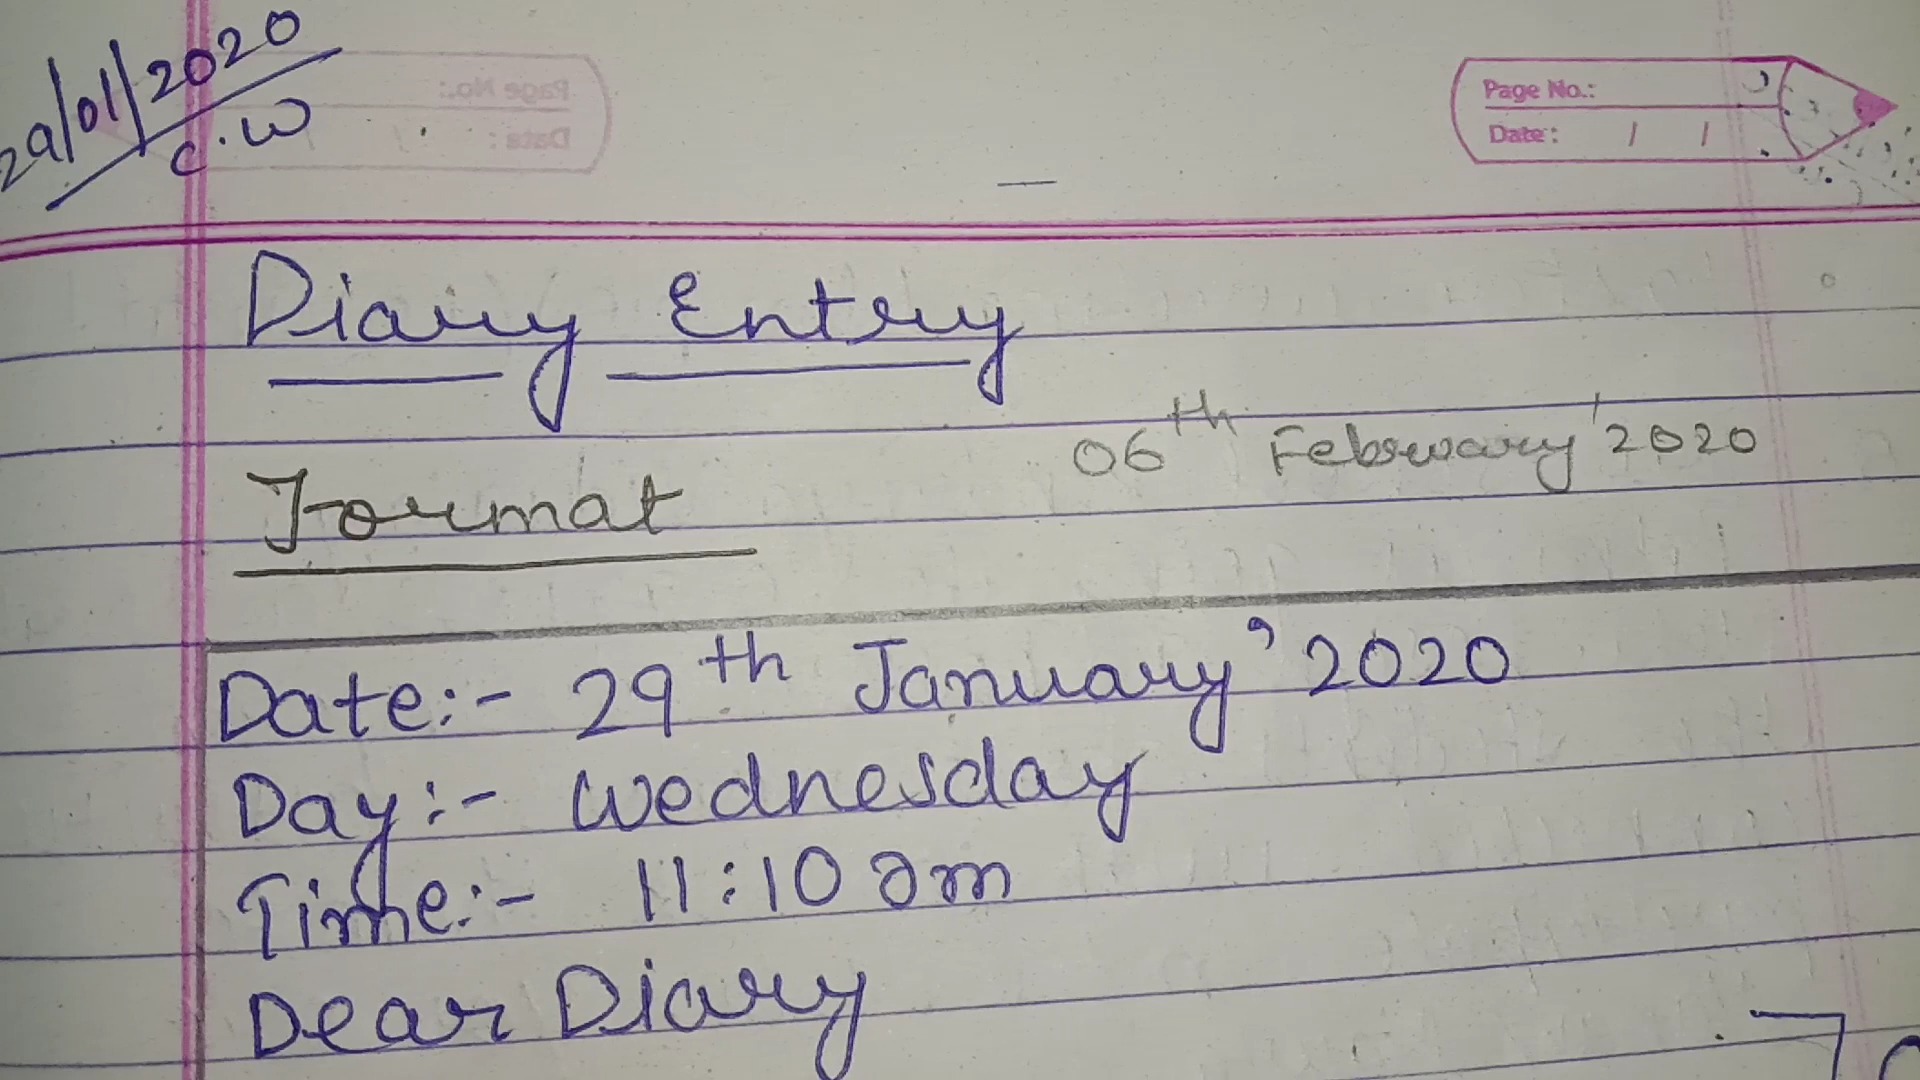 29/01/2020
C.W
Page No.:
Date: / /
Diary Entry
06th February'2020
Format
Date:- 29th January'2020
Day:- Wednesday
Time:- 11:10 am
Dear Diary